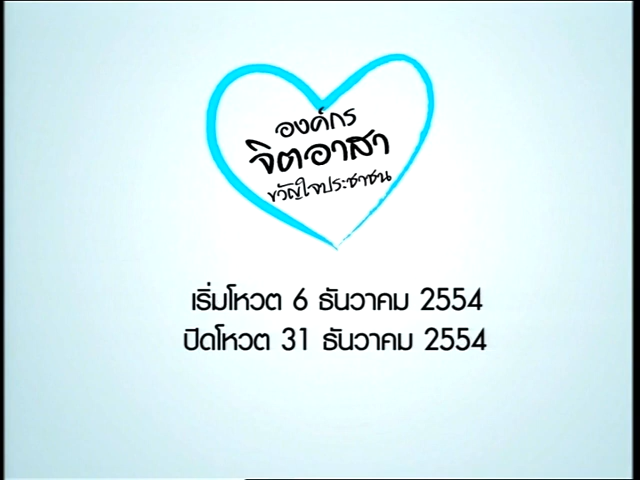 องค์กร
จิตอาสา
ขวัญใจประชาชน
เริ่มโหวต 6 ธันวาคม 2554
ปิดโหวต 31 ธันวาคม 2554